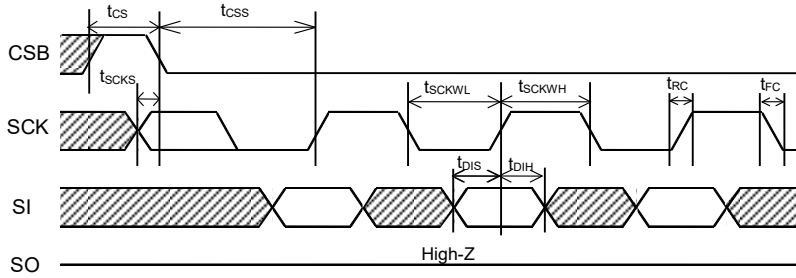 tCS tCSS
CSB
tSCKS tSCKWL tSCKWH tRC tFC
SCK
tDIS tDIH
SI
High-Z
SO